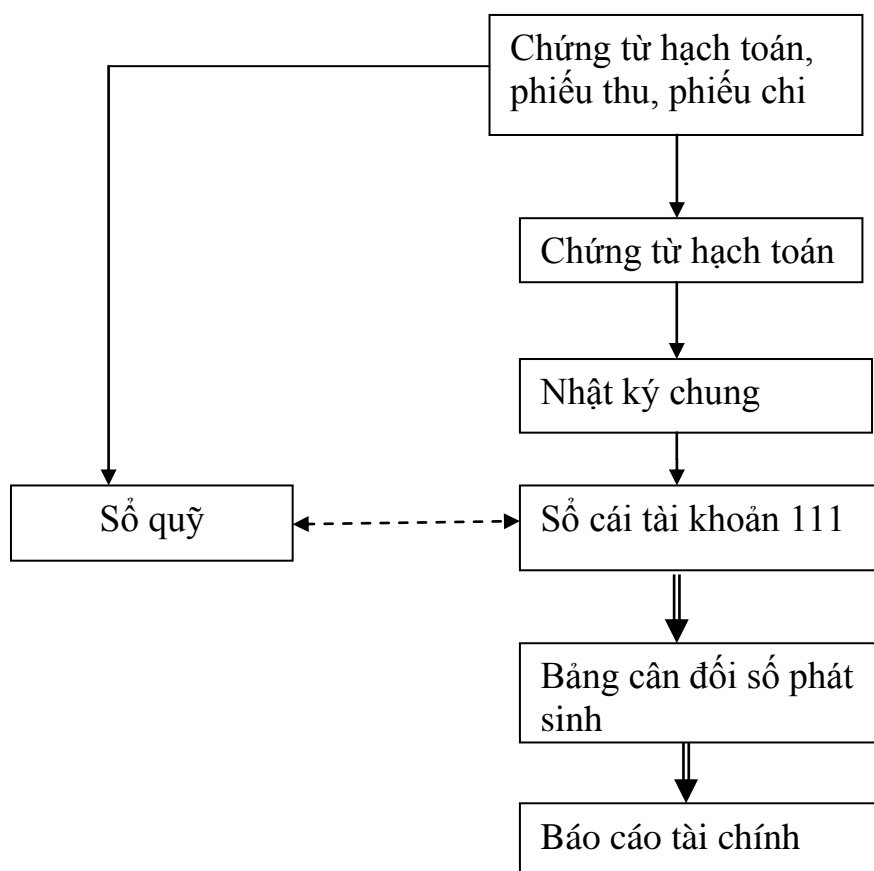 Chứng từ hạch toán,
phiếu thu, phiếu chi
Chứng từ hạch toán
Nhật ký chung
Sổ quỹ
Sổ cái tài khoản 111
Bảng cân đối số phát
sinh
Báo cáo tài chính